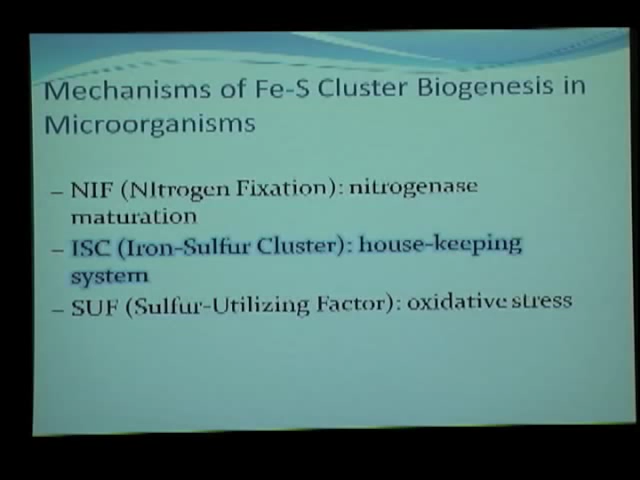 Mechanisms of Fe-S Cluster Biogenesis in
Microorganisms
– NIF (NItrogen Fixation): nitrogenase
maturation
– ISC (Iron-Sulfur Cluster): house-keeping
system
– SUF (Sulfur-Utilizing Factor): oxidative stress